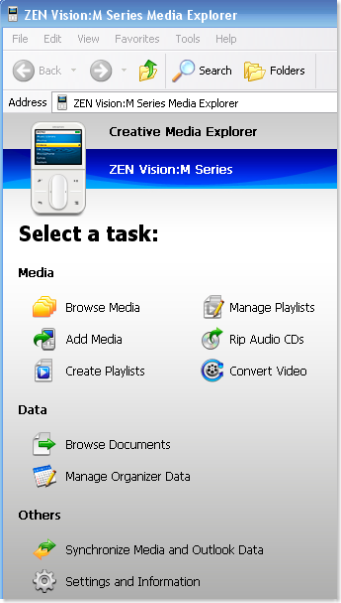 ZEN Vision:M Series Media Explorer
File Edit View Favorites Tools Help
Back Search Folders
Address ZEN Vision:M Series Media Explorer
Creative Media Explorer
ZEN Vision:M Series
Select a task:
Media
Browse Media Manage Playlists
Add Media Rip Audio CDs
Create Playlists Convert Video
Data
Browse Documents
Manage Organizer Data
Others
Synchronize Media and Outlook Data
Settings and Information